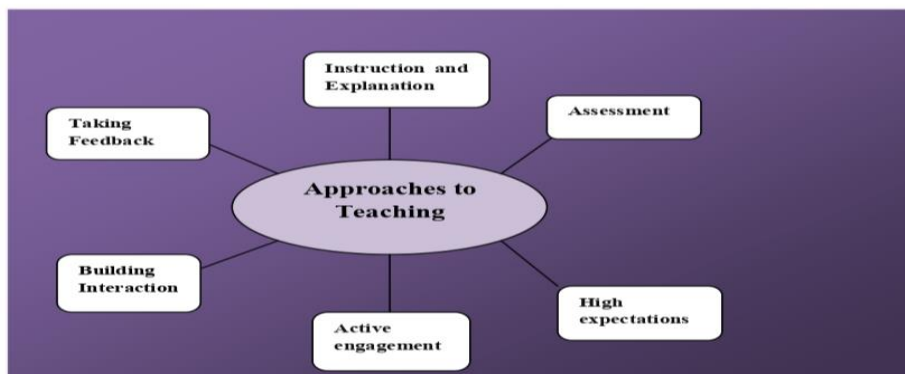 Instruction and
Explanation
Assessment
Taking
Feedback
Approaches to
Teaching
Building
Interaction
High
expectations
Active
engagement